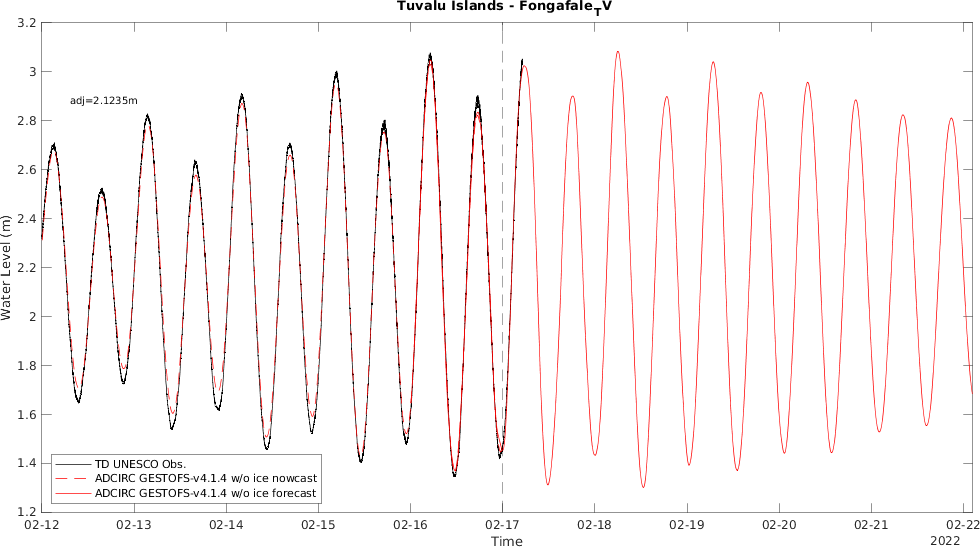 Tuvalu Islands - Fongafale_TV
3.2
3
2.8
2.6
2.4
2.2
2
1.8
1.6
1.4
1.2
Water Level (m)
adj=2.1235m
TD UNESCO Obs.
ADCIRC GESTOFS-v4.1.4 w/o ice nowcast
ADCIRC GESTOFS-v4.1.4 w/o ice forecast
02-12 02-13 02-14 02-15 02-16 02-17 02-18 02-19 02-20 02-21 02-22
Time
2022